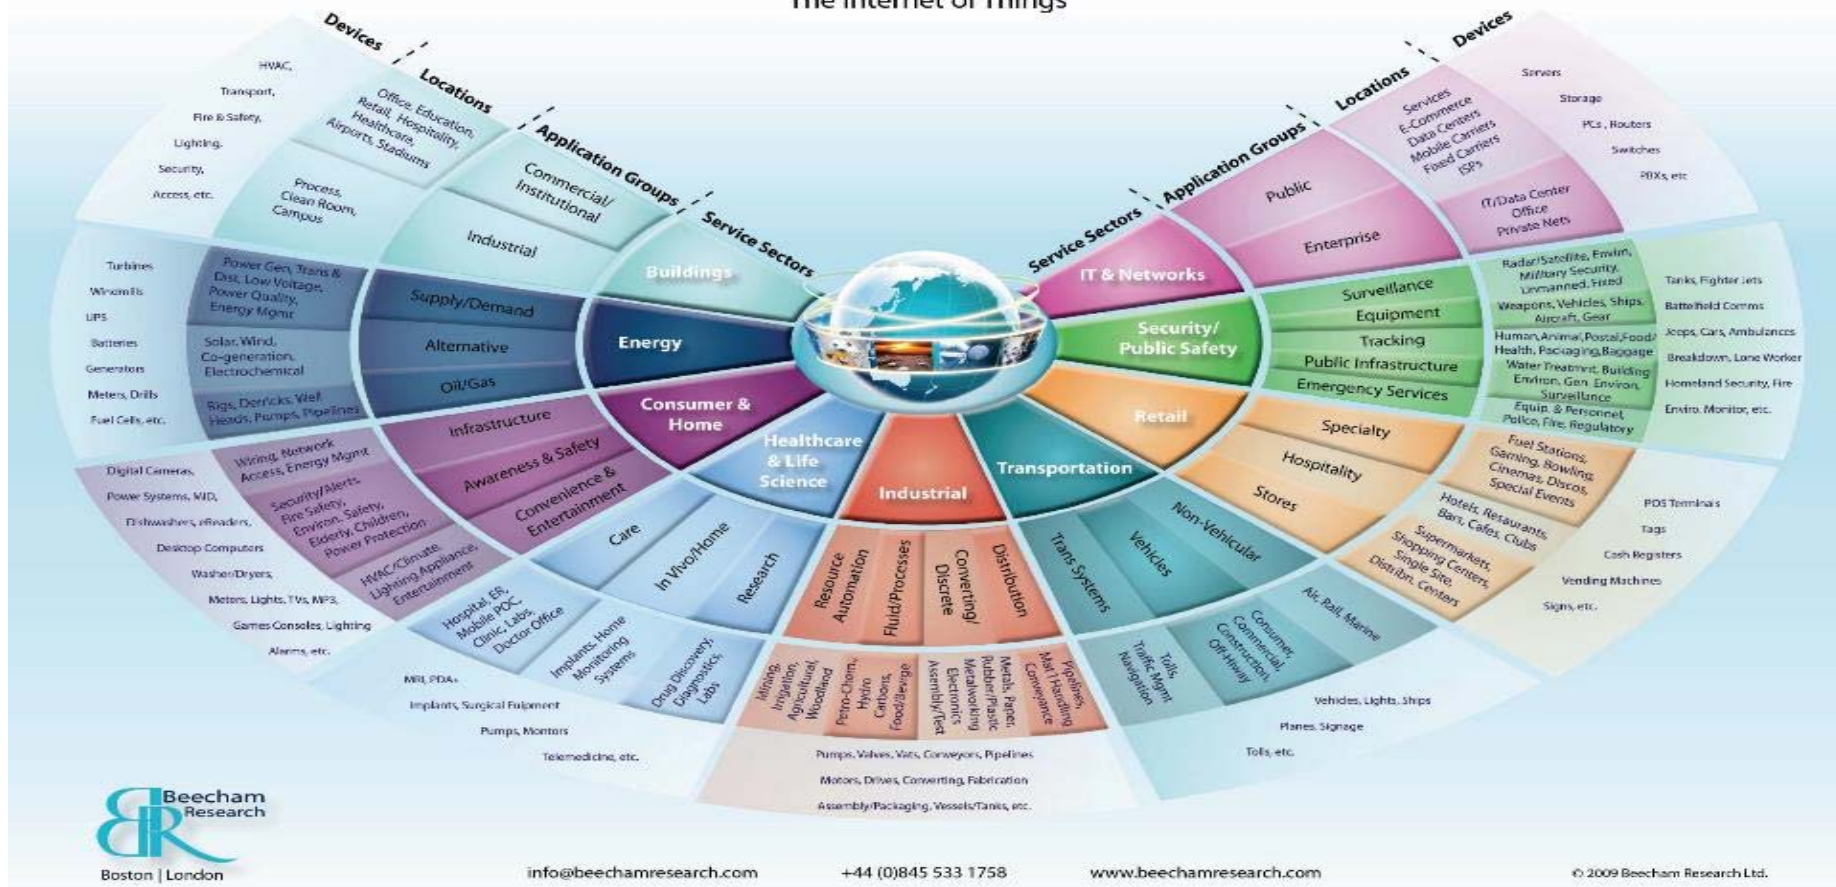 The Internet of Things
Devices
Locations
Application Groups
Service Sectors
Service Sectors
Application Groups
Locations
Devices
HVAC,
Transport,
Fire & Safety,
Lighting,
Security,
Access, etc.
Office, Education,
Retail, Hospitality,
Healthcare,
Airports, Stadiums
Process,
Clean Room,
Campus
Commercial/
Institutional
Industrial
Buildings
Turbines
Windmills
UPS
Batteries
Generators
Meters, Drills
Fuel Cells, etc.
Power Gen, Trans &
Dist, Low Voltage,
Power Quality,
Energy Mgmt
Solar, Wind,
Co-generation,
Electrochemical
Rigs, Derricks, Well
Heads, Pumps, Pipelines
Supply/Demand
Alternative
Oil/Gas
Energy
Digital Cameras,
Power Systems, MID,
Dishwashers, eReaders,
Desktop Computers
Washer/Dryers,
Meters, Lights, TVs, MP3,
Games Consoles, Lighting
Alarms, etc.
Wiring, Network
Access, Energy Mgmt
Security/Alerts
Fire Safety,
Environ. Safety,
Elderly, Children,
Power Protection
HVAC/Climate,
Lighting, Appliance,
Entertainment
Infrastructure
Awareness & Safety
Convenience &
Entertainment
Consumer &
Home
MRI, PDAs
Implants, Surgical Euipment
Pumps, Monitors
Telemedicine, etc.
Hospital, ER,
Mobile POC,
Clinic, Labs,
Doctor Office
Implants, Home
Monitoring
Systems
Drug Discovery,
Diagnostics,
Labs
Care
In Vivo/Home
Research
Healthcare
& Life
Science
Industrial
Resource
Automation
Fluid/Processes
Converting/
Discrete
Distribution
Mining,
Irrigation,
Agricultural,
Woodland
Petro-Chem.,
Hydro
Carbons,
Food/Bevrge
Metals, Paper,
Rubber/Plastic
Metalworking
Electronics
Assembly/Test
Pipelines,
Mat'l Handling
Conveyance
Pumps, Valves, Vats, Conveyors, Pipelines
Motors, Drives, Converting, Fabrication
Assembly/Packaging, Vessels/Tanks, etc.
Transportation
Trans Systems
Vehicles
Non-Vehicular
Tolls,
Traffic Mgmt
Navigation
Consumer,
Commercial,
Construction,
Off-Hiway
Air, Rail, Marine
Vehicles, Lights, Ships
Planes, Signage
Tolls, etc.
Retail
Specialty
Hospitality
Stores
Fuel Stations,
Gaming, Bowling,
Cinemas, Discos,
Special Events
Hotels, Resaurants,
Bars, Cafes, Clubs
Supermarkets,
Shopping Centers,
Single Site,
Distribn. Centers
POS Terminals
Tags
Cash Registers
Vending Machines
Signs, etc.
Security/
Public Safety
Surveillance
Equipment
Tracking
Public Infrastructure
Emergency Services
Radar/Satellite, Envirn,
Military Security,
Unmanned, Fixed
Weapons, Vehicles, Ships,
Aircraft, Gear
Human, Animal, Postal, Food/
Health, Packaging, Baggage
Water Treatmnt, Building
Environ, Gen. Environ,
Surveillance
Equip. & Personnel,
Police, Fire, Regulatory
Tanks, Fighter Jets
Battlefield Comms
Jeeps, Cars, Ambulances
Breakdown, Lone Worker
Homeland Security, Fire
Enviro. Monitor, etc.
IT & Networks
Public
Enterprise
Services
E-Commerce
Data Centers
Mobile Carriers
Fixed Carriers
ISPs
IT/Data Center
Office
Private Nets
Servers
Storage
PCs, Routers
Switches
PBXs, etc
Beecham
Research
Boston | London
info@beechamresearch.com
+44 (0)845 533 1758
www.beechamresearch.com
© 2009 Beecham Research Ltd.